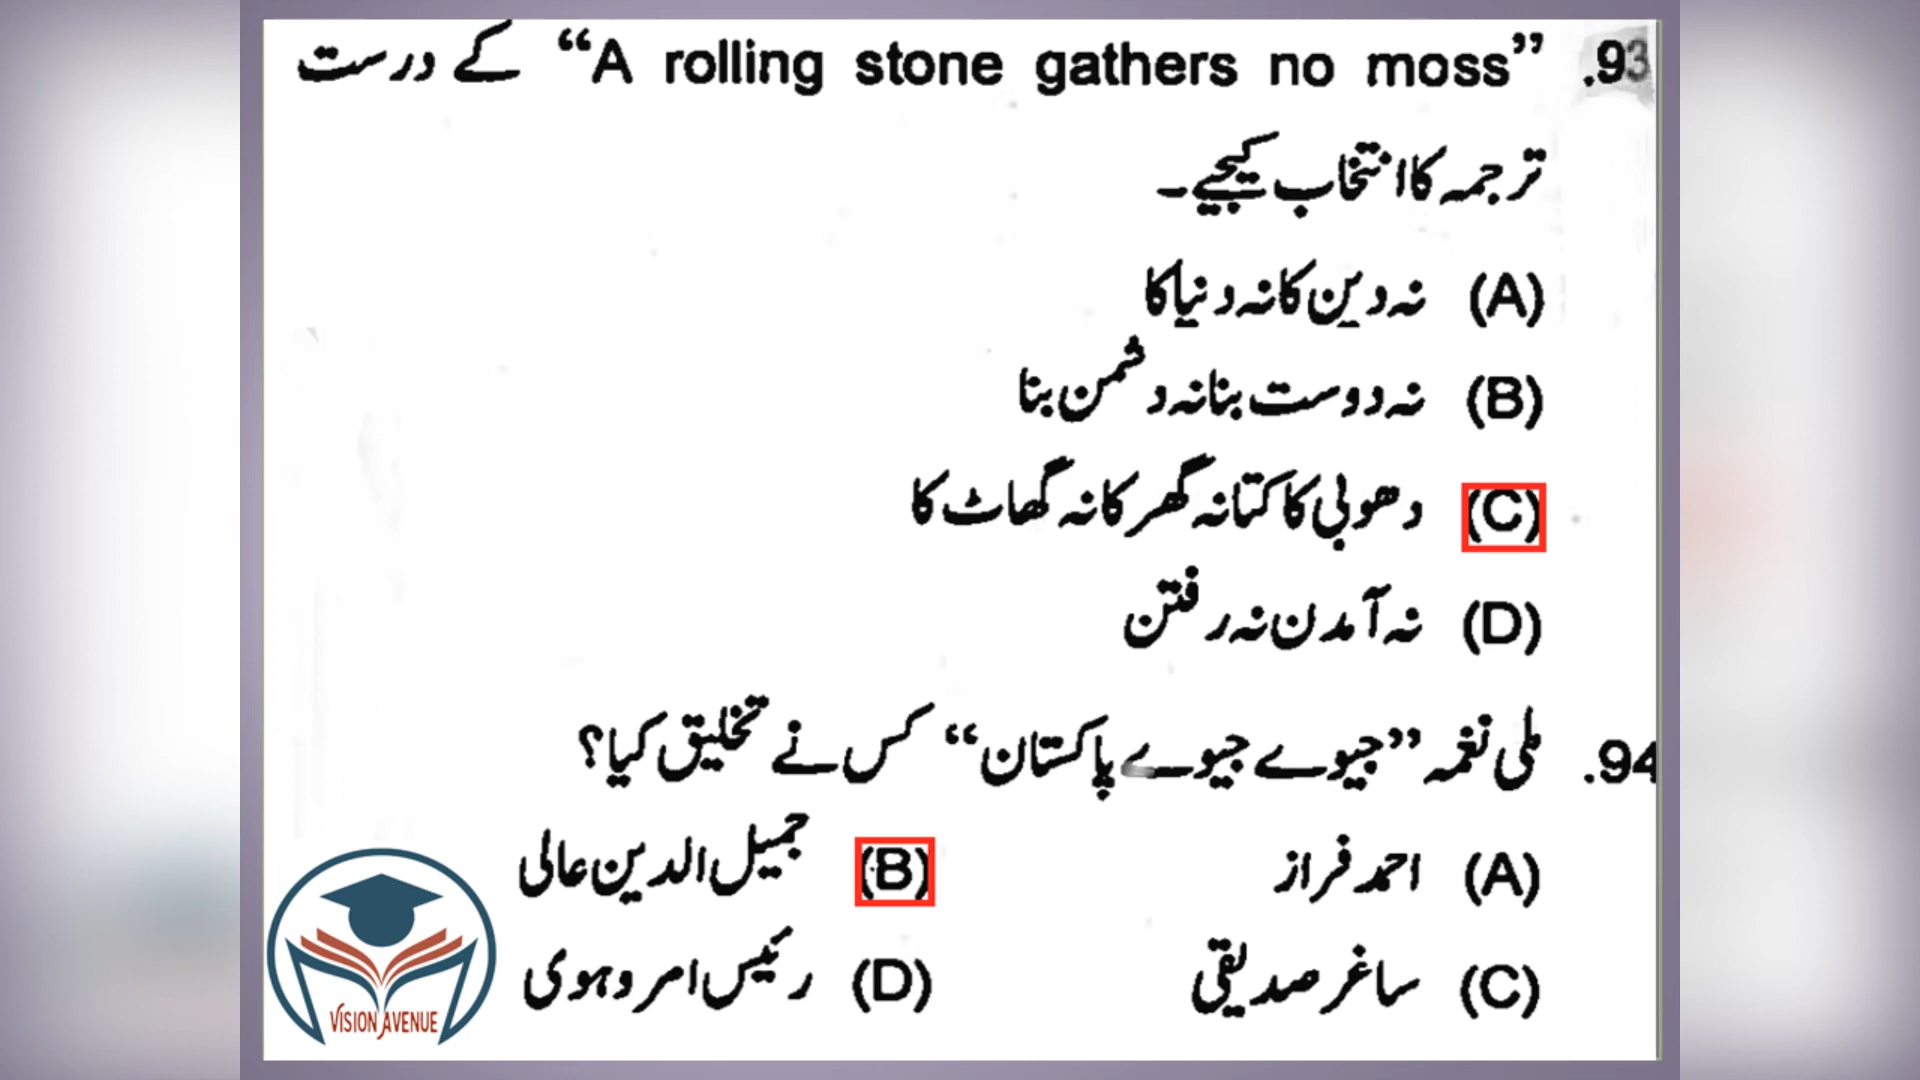 93. ”A rolling stone gathers no moss“ کے درست
ترجمہ کا انتخاب کیجیے۔
(A) نہ دین کا نہ دنیا کا
(B) نہ دوست بنا نہ دشمن بنا
(C) دھوبی کا کتا نہ گھر کا نہ گھاٹ کا
(D) نہ آمدن نہ رفتن
94. ملی نغمہ ”جیوے جیوے پاکستان“ کس نے تخلیق کیا؟
(A) احمد فراز (B) جمیل الدین عالی
(C) ساغر صدیقی (D) رئیس امروہوی
VISION AVENUE